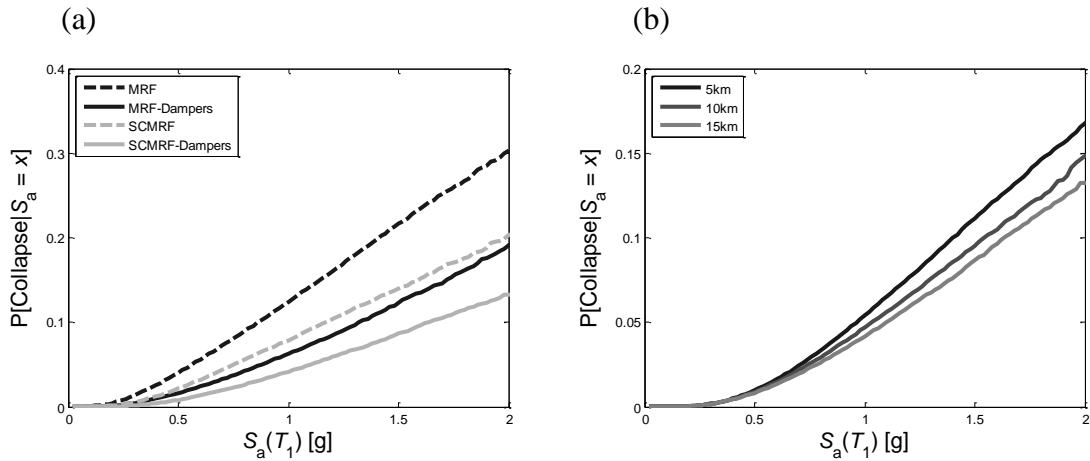 (a)
0.4
0.3
0.2
0.1
0
MRF
MRF-Dampers
SCMRF
SCMRF-Dampers
P[Collapse|Sa = x]
0 0.5 1 1.5 2
Sa(T1) [g]
(b)
0.2
0.15
0.1
0.05
0
5km
10km
15km
P[Collapse|Sa = x]
0 0.5 1 1.5 2
Sa(T1) [g]